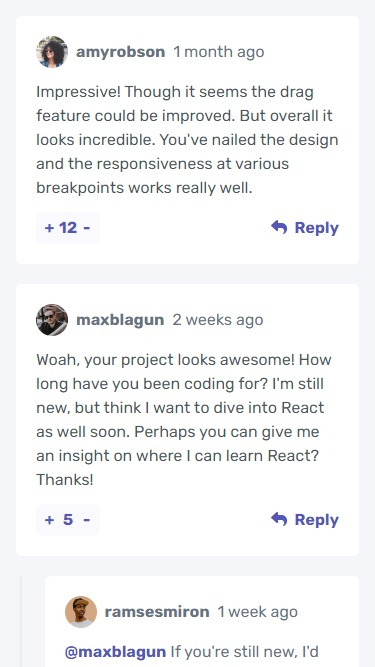 amyrobson 1 month ago
Impressive! Though it seems the drag
feature could be improved. But overall it
looks incredible. You've nailed the design
and the responsiveness at various
breakpoints works really well.
+ 12 - Reply
maxblagun 2 weeks ago
Woah, your project looks awesome! How
long have you been coding for? I'm still
new, but think I want to dive into React
as well soon. Perhaps you can give me
an insight on where I can learn React?
Thanks!
+ 5 - Reply
ramsesmiron 1 week ago
@maxblagun If you're still new, I'd